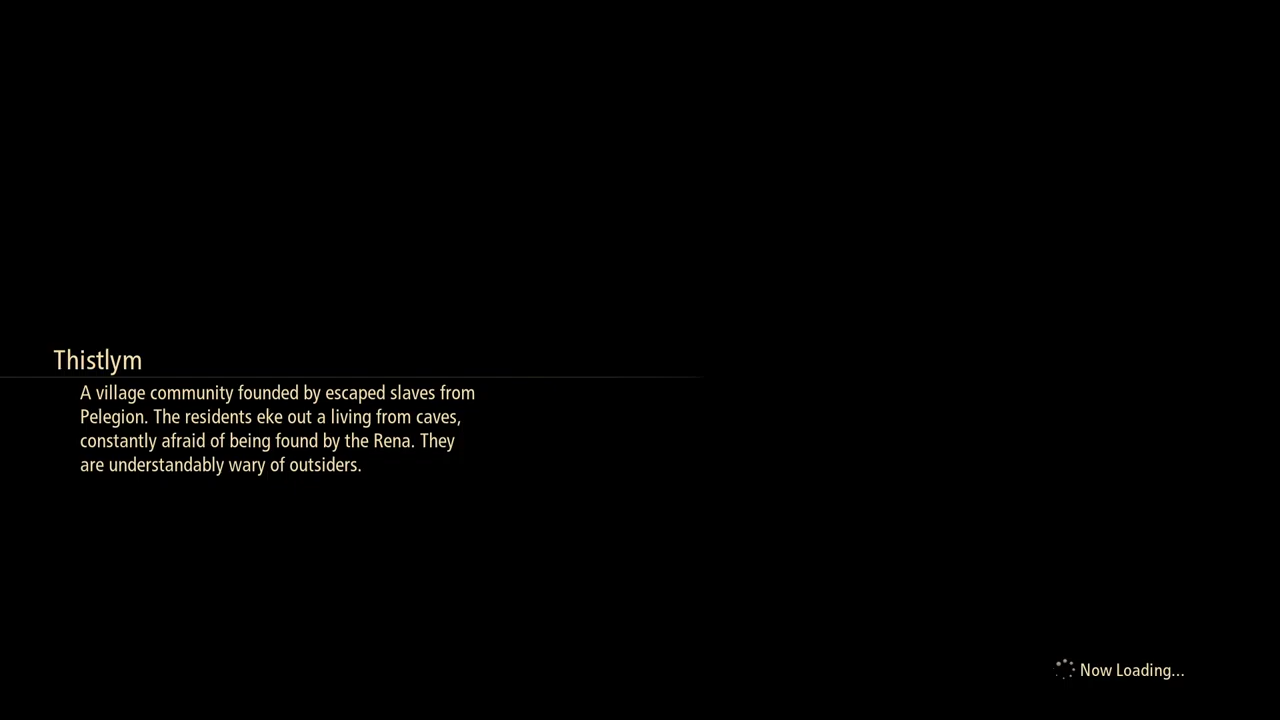 Thistlym
A village community founded by escaped slaves from
Pelegion. The residents eke out a living from caves,
constantly afraid of being found by the Rena. They
are understandably wary of outsiders.
Now Loading...